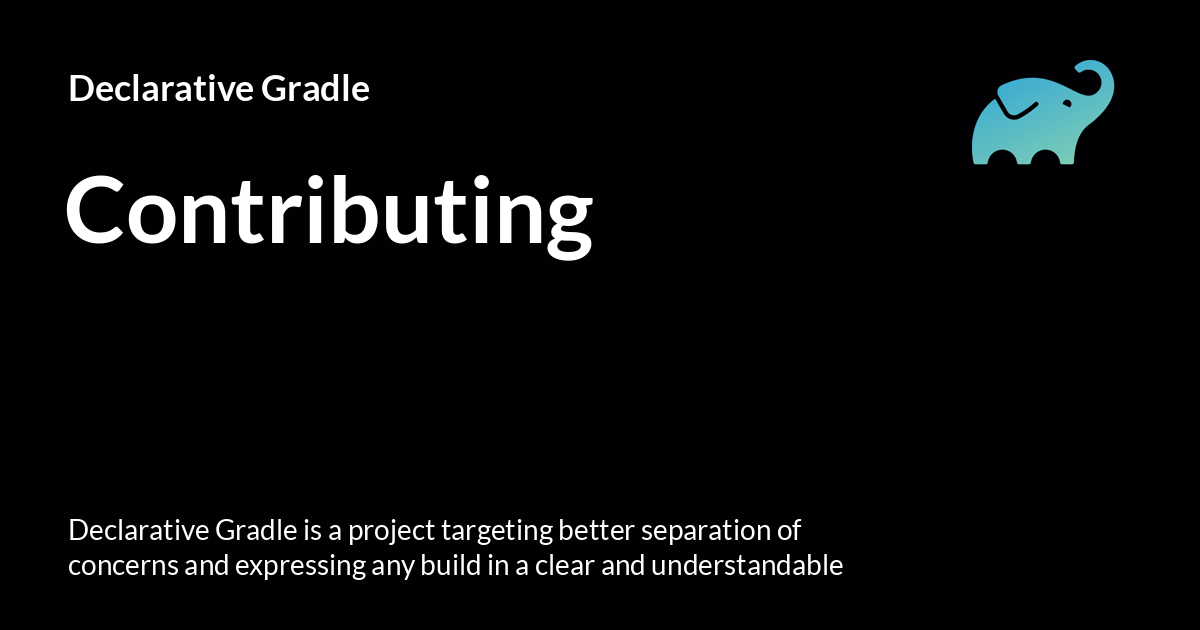 Declarative Gradle
Contributing
Declarative Gradle is a project targeting better separation of
concerns and expressing any build in a clear and understandable